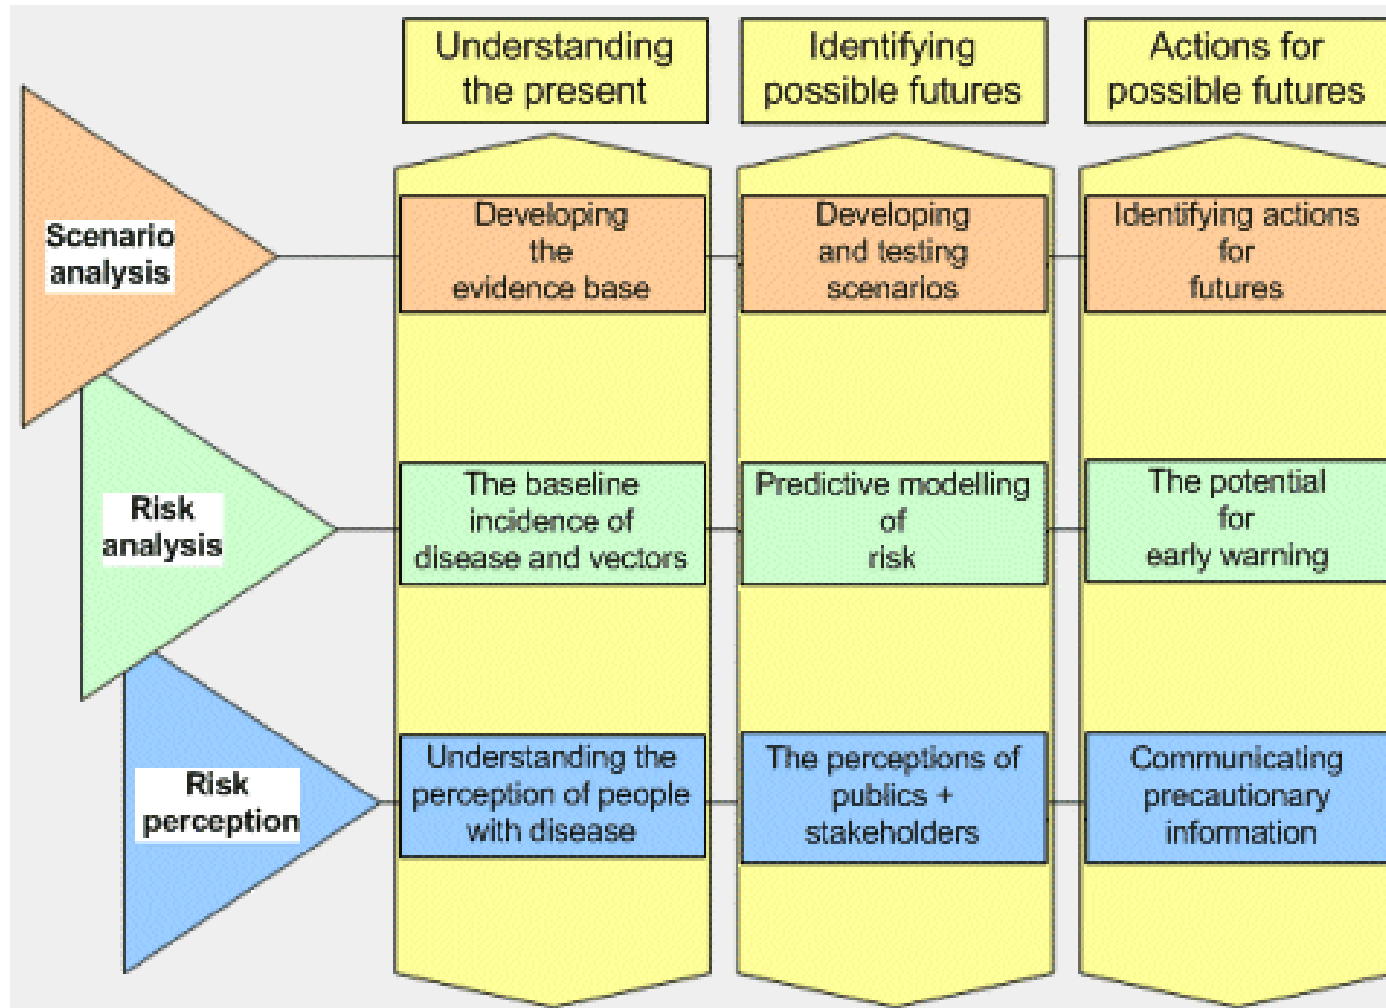 Understanding
the present
Identifying
possible futures
Actions for
possible futures
Scenario
analysis
Developing
the
evidence base
Developing
and testing
scenarios
Identifying actions
for
futures
Risk
analysis
The baseline
incidence of
disease and vectors
Predictive modelling
of
risk
The potential
for
early warning
Risk
perception
Understanding the
perception of people
with disease
The perceptions of
publics +
stakeholders
Communicating
precautionary
information